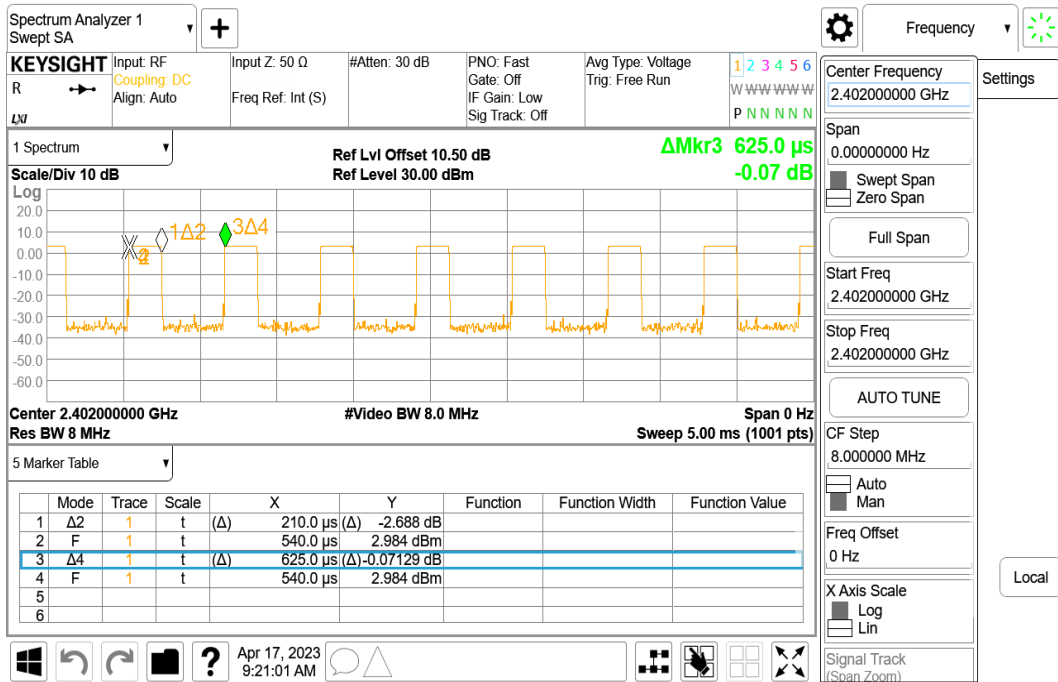 Spectrum Analyzer 1
Swept SA
Frequency
KEYSIGHT
R
LXI
Input: RF
Coupling: DC
Align: Auto
Input Z: 50 Ω
Freq Ref: Int (S)
#Atten: 30 dB
PNO: Fast
Gate: Off
IF Gain: Low
Sig Track: Off
Avg Type: Voltage
Trig: Free Run
1 2 3 4 5 6
W W W W W W
P N N N N N
1 Spectrum
Scale/Div 10 dB
Ref Lvl Offset 10.50 dB
Ref Level 30.00 dBm
ΔMkr3 625.0 µs
-0.07 dB
Log
20.0
10.0
0.00
-10.0
-20.0
-30.0
-40.0
-50.0
-60.0
1Δ2
3Δ4
Center 2.402000000 GHz
#Video BW 8.0 MHz
Span 0 Hz
Res BW 8 MHz
Sweep 5.00 ms (1001 pts)
5 Marker Table
Mode Trace Scale X Y Function Function Width Function Value
1 Δ2 1 t (Δ) 210.0 µs (Δ) -2.688 dB
2 F 1 t 540.0 µs 2.984 dBm
3 Δ4 1 t (Δ) 625.0 µs (Δ) -0.07129 dB
4 F 1 t 540.0 µs 2.984 dBm
5
6
?
Apr 17, 2023
9:21:01 AM
Center Frequency
2.402000000 GHz
Span
0.00000000 Hz
Swept Span
Zero Span
Full Span
Start Freq
2.402000000 GHz
Stop Freq
2.402000000 GHz
AUTO TUNE
CF Step
8.000000 MHz
Auto
Man
Freq Offset
0 Hz
X Axis Scale
Log
Lin
Signal Track
(Span Zoom)
Settings
Local